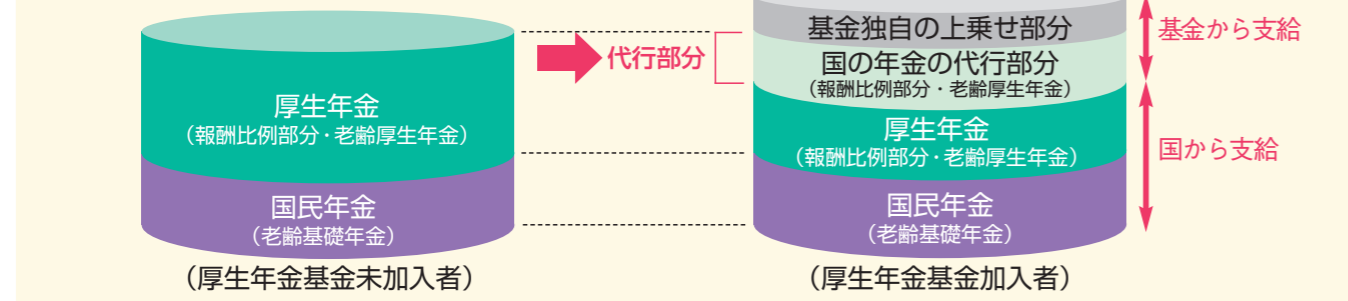 厚生年金
（報酬比例部分・老齢厚生年金）
国民年金
（老齢基礎年金）
（厚生年金基金未加入者）
代行部分
基金独自の上乗せ部分
国の年金の代行部分
（報酬比例部分・老齢厚生年金）
厚生年金
（報酬比例部分・老齢厚生年金）
国民年金
（老齢基礎年金）
（厚生年金基金加入者）
基金から支給
国から支給